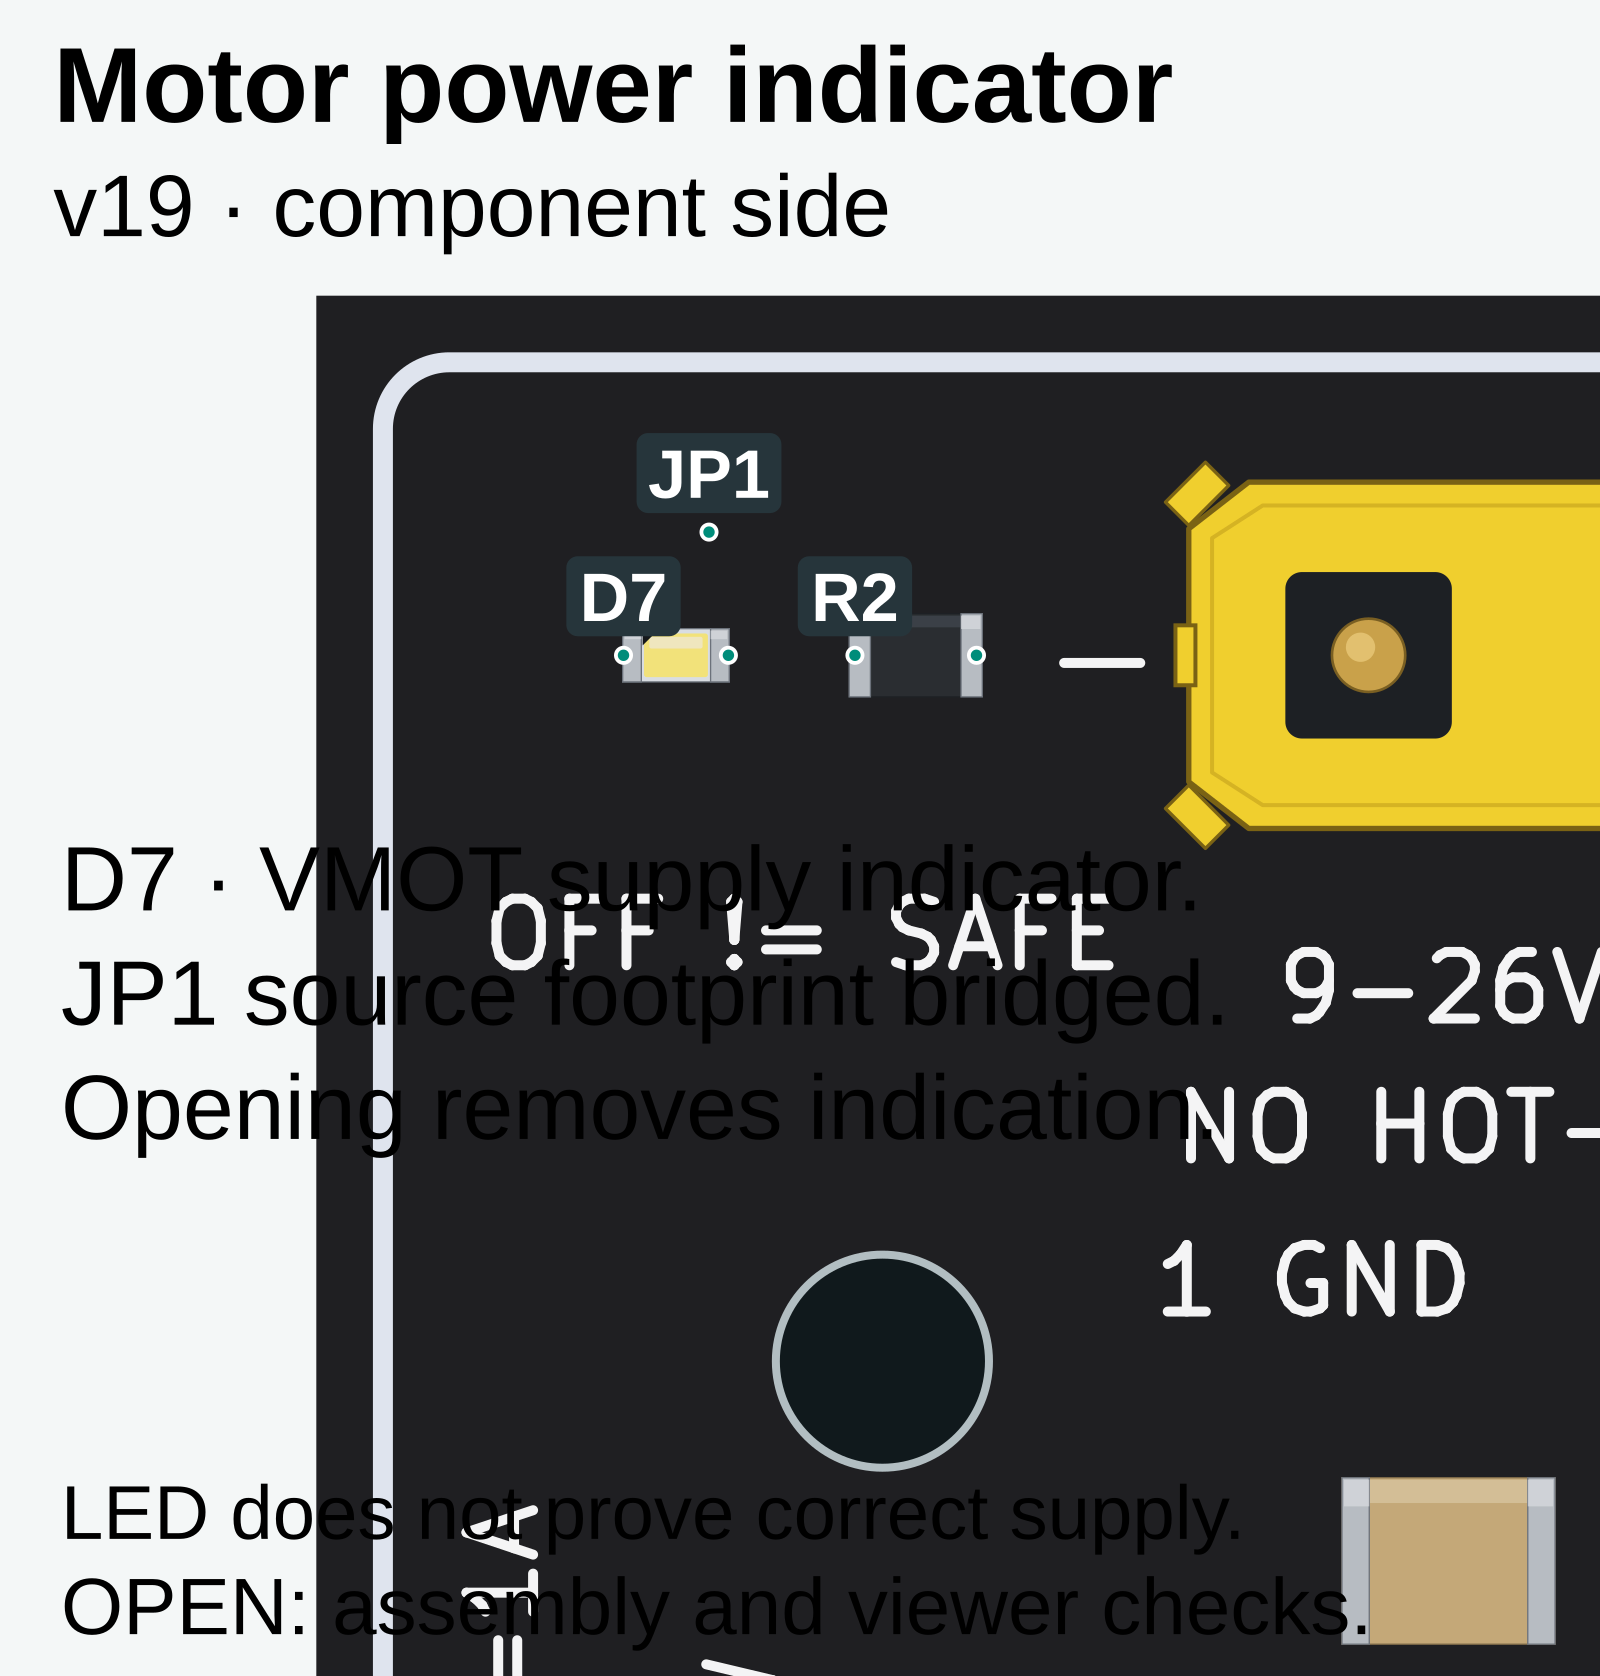 Motor power indicator
v19 · component side
JP1
D7
R2
D7 · VMOT supply indicator.
OFF != SAFE
9-26V
JP1 source footprint bridged.
Opening removes indication.
NO HOT-
1 GND
LED does not prove correct supply.
OPEN: assembly and viewer checks.
=1A